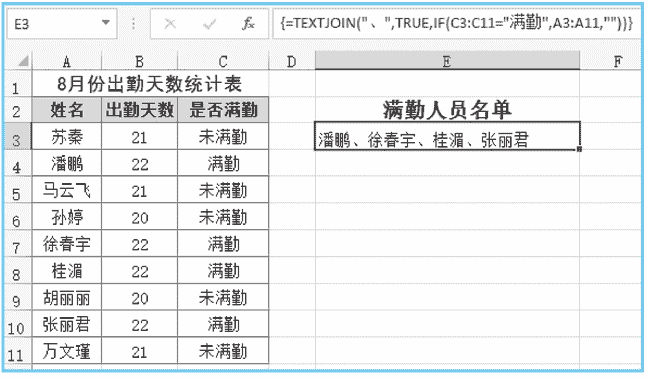 E3 fx {=TEXTJOIN("、",TRUE,IF(C3:C11="满勤",A3:A11,""))}
A B C D E F
1 8月份出勤天数统计表
2 姓名 出勤天数 是否满勤 满勤人员名单
3 苏秦 21 未满勤 潘鹏、徐春宇、桂湄、张丽君
4 潘鹏 22 满勤
5 马云飞 21 未满勤
6 孙婷 20 未满勤
7 徐春宇 22 满勤
8 桂湄 22 满勤
9 胡丽丽 20 未满勤
10 张丽君 22 满勤
11 万文瑾 21 未满勤